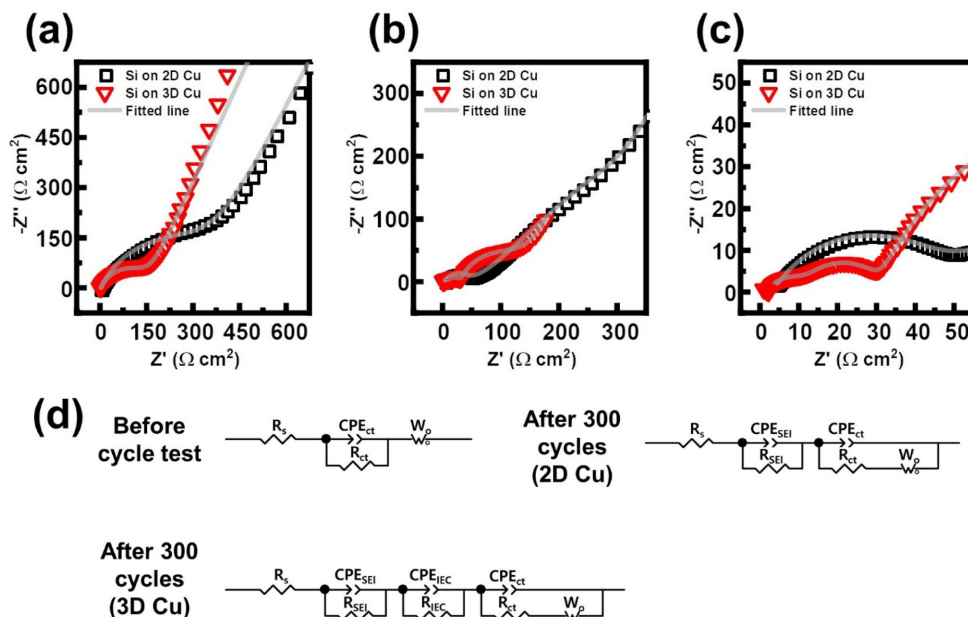 (a)
(b)
(c)
Si on 2D Cu
Si on 3D Cu
Fitted line
-Z'' (Ω cm²)
600
450
300
150
0
0 150 300 450 600
Z' (Ω cm²)
Si on 2D Cu
Si on 3D Cu
Fitted line
-Z'' (Ω cm²)
300
200
100
0
0 100 200 300
Z' (Ω cm²)
Si on 2D Cu
Si on 3D Cu
Fitted line
-Z'' (Ω cm²)
50
40
30
20
10
0
0 10 20 30 40 50
Z' (Ω cm²)
(d)
Before
cycle test
Rs CPEct Wo
Rct
After 300
cycles
(2D Cu)
Rs CPESEI CPEct
RSEI Rct Wo
After 300
cycles
(3D Cu)
Rs CPESEI CPEIEC CPEct
RSEI RIEC Rct Wo